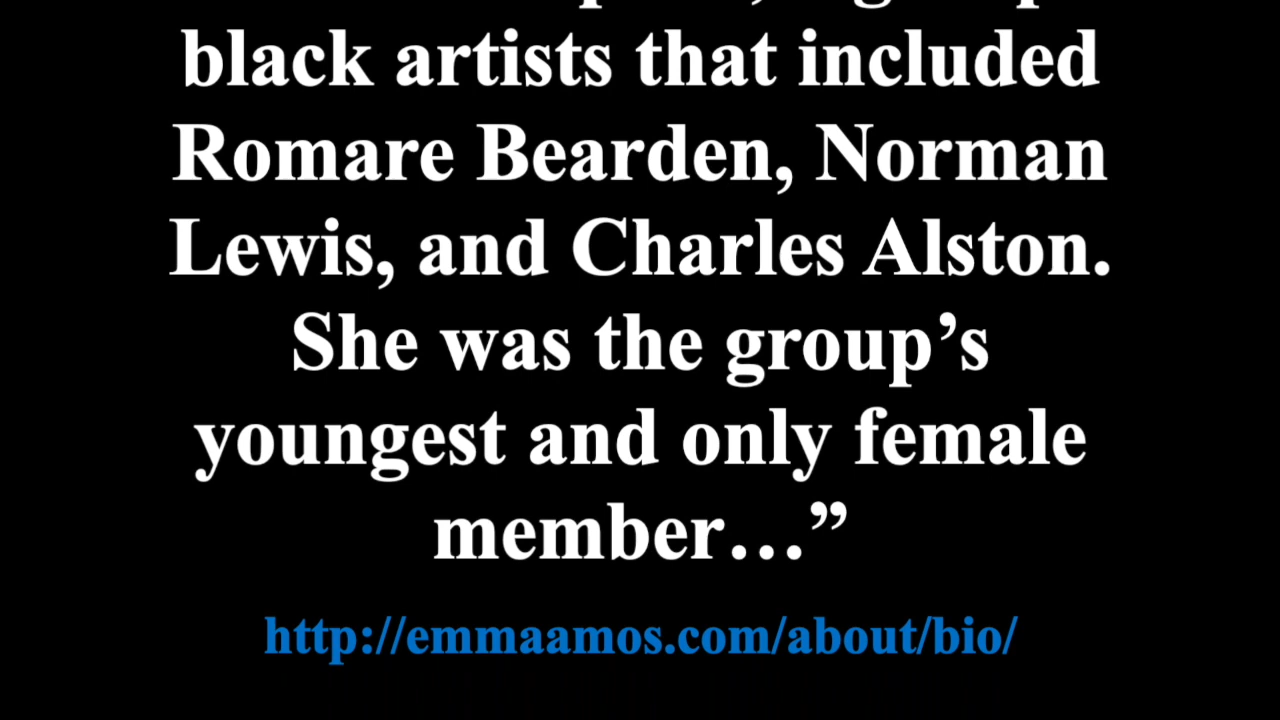 black artists that included
Romare Bearden, Norman
Lewis, and Charles Alston.
She was the group’s
youngest and only female
member…”
http://emmaamos.com/about/bio/